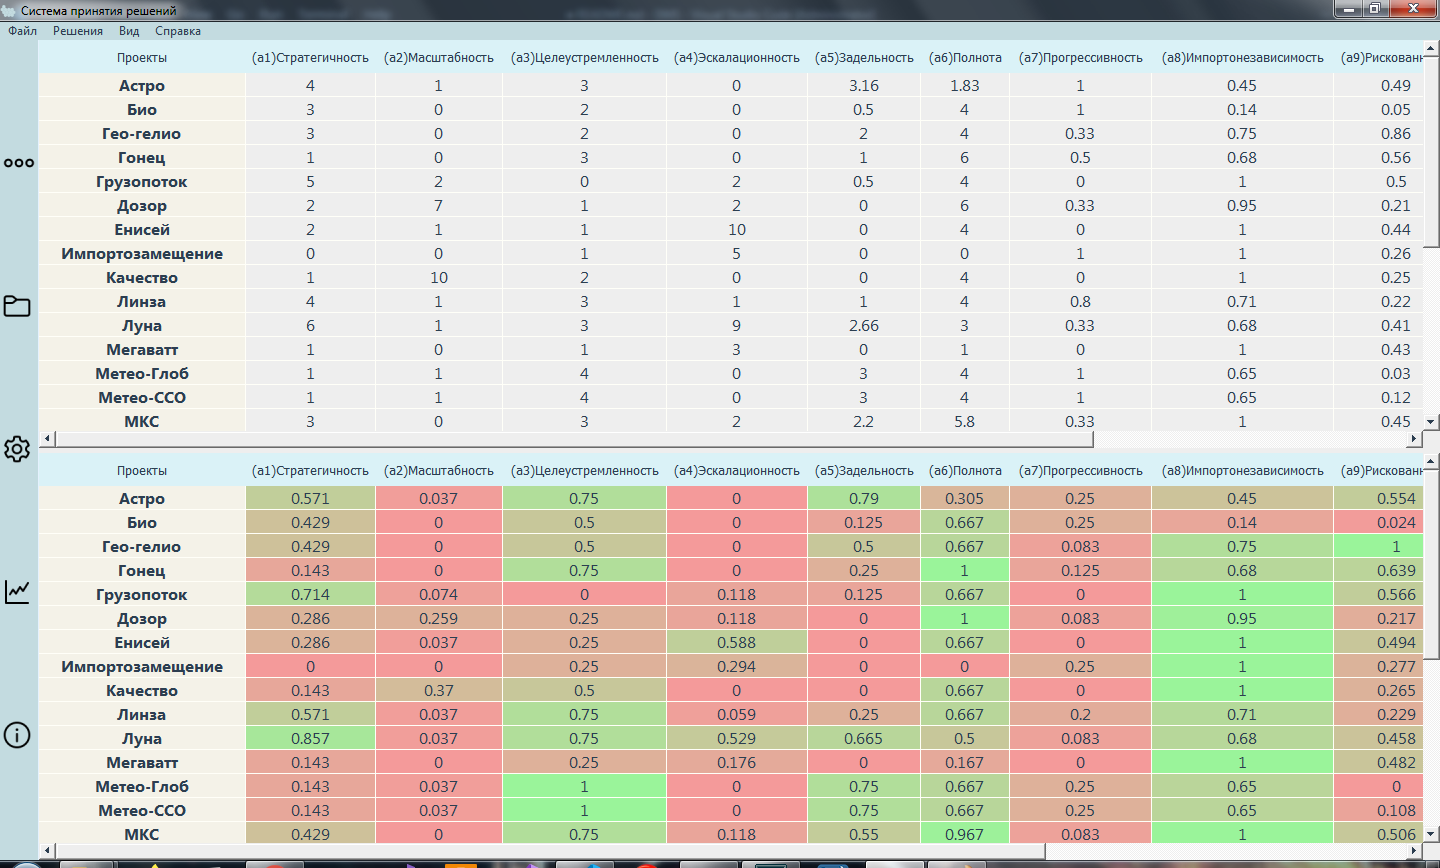 Система принятия решений
Файл Решения Вид Справка
Проекты (a1)Стратегичность (a2)Масштабность (a3)Целеустремленность (a4)Эскалационность (a5)Задельность (a6)Полнота (a7)Прогрессивность (a8)Импортонезависимость (a9)Рискованн
Астро 4 1 3 0 3.16 1.83 1 0.45 0.49
Био 3 0 2 0 0.5 4 1 0.14 0.05
Гео-гелио 3 0 2 0 2 4 0.33 0.75 0.86
Гонец 1 0 3 0 1 6 0.5 0.68 0.56
Грузопоток 5 2 0 2 0.5 4 0 1 0.5
Дозор 2 7 1 2 0 6 0.33 0.95 0.21
Енисей 2 1 1 10 0 4 0 1 0.44
Импортозамещение 0 0 1 5 0 0 1 1 0.26
Качество 1 10 2 0 0 4 0 1 0.25
Линза 4 1 3 1 1 4 0.8 0.71 0.22
Луна 6 1 3 9 2.66 3 0.33 0.68 0.41
Мегаватт 1 0 1 3 0 1 0 1 0.43
Метео-Глоб 1 1 4 0 3 4 1 0.65 0.03
Метео-ССО 1 1 4 0 3 4 1 0.65 0.12
МКС 3 0 3 2 2.2 5.8 0.33 1 0.45
Проекты (a1)Стратегичность (a2)Масштабность (a3)Целеустремленность (a4)Эскалационность (a5)Задельность (a6)Полнота (a7)Прогрессивность (a8)Импортонезависимость (a9)Рискованн
Астро 0.571 0.037 0.75 0 0.79 0.305 0.25 0.45 0.554
Био 0.429 0 0.5 0 0.125 0.667 0.25 0.14 0.024
Гео-гелио 0.429 0 0.5 0 0.5 0.667 0.083 0.75 1
Гонец 0.143 0 0.75 0 0.25 1 0.125 0.68 0.639
Грузопоток 0.714 0.074 0 0.118 0.125 0.667 0 1 0.566
Дозор 0.286 0.259 0.25 0.118 0 1 0.083 0.95 0.217
Енисей 0.286 0.037 0.25 0.588 0 0.667 0 1 0.494
Импортозамещение 0 0 0.25 0.294 0 0 0.25 1 0.277
Качество 0.143 0.37 0.5 0 0 0.667 0 1 0.265
Линза 0.571 0.037 0.75 0.059 0.25 0.667 0.2 0.71 0.229
Луна 0.857 0.037 0.75 0.529 0.665 0.5 0.083 0.68 0.458
Мегаватт 0.143 0 0.25 0.176 0 0.167 0 1 0.482
Метео-Глоб 0.143 0.037 1 0 0.75 0.667 0.25 0.65 0
Метео-ССО 0.143 0.037 1 0 0.75 0.667 0.25 0.65 0.108
МКС 0.429 0 0.75 0.118 0.55 0.967 0.083 1 0.506